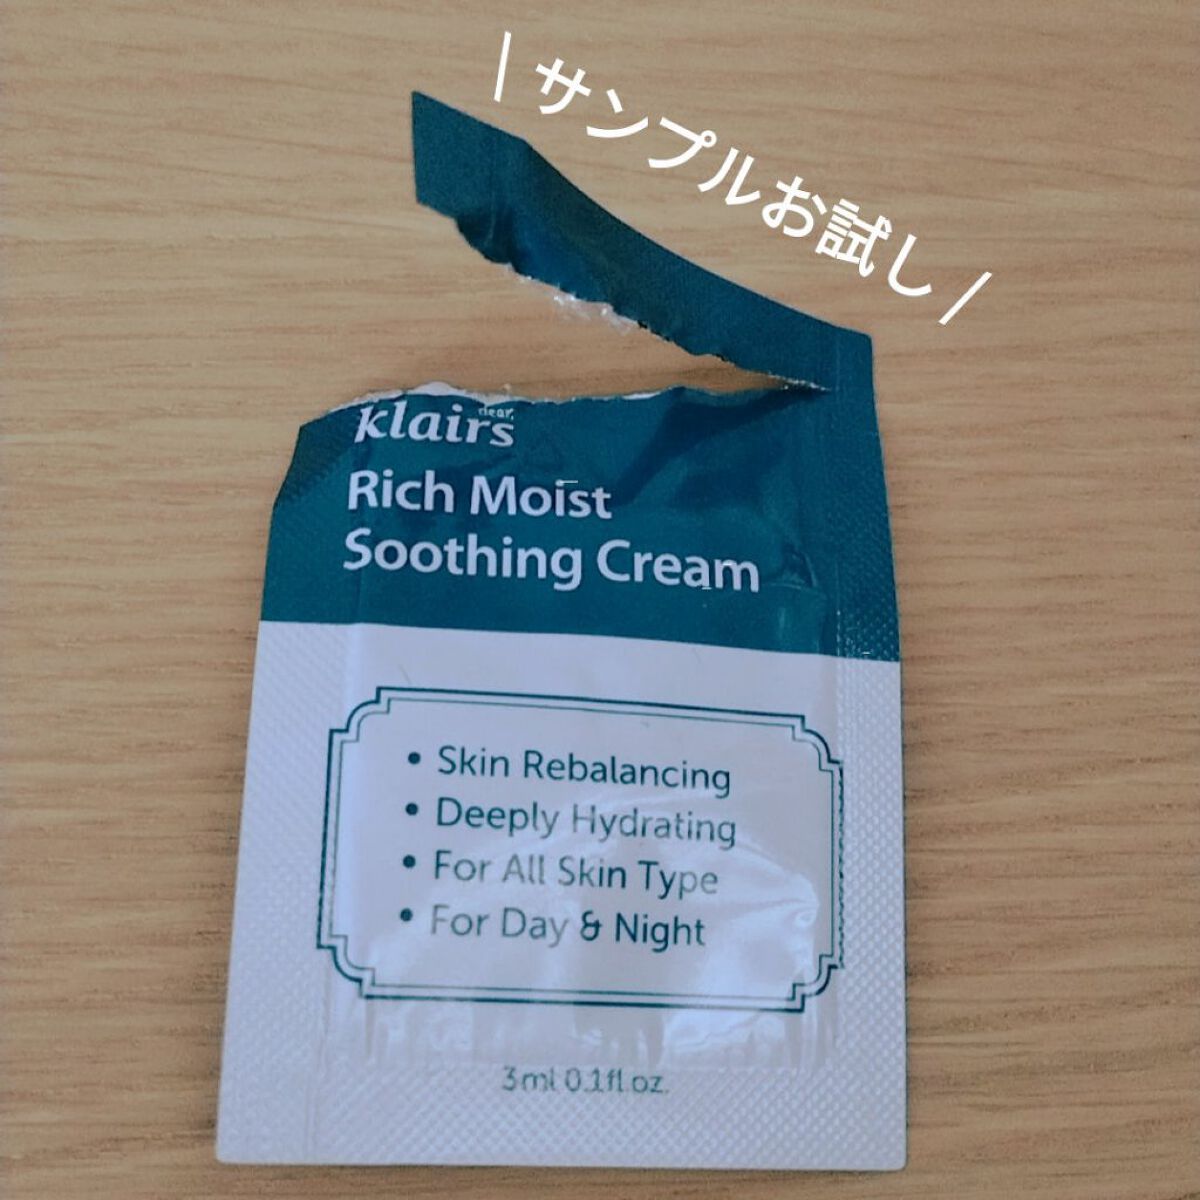 \サンプルお試し/
dear,
klairs
Rich Moist
Soothing Cream
• Skin Rebalancing
• Deeply Hydrating
• For All Skin Type
• For Day & Night
3ml 0.1fl.oz.